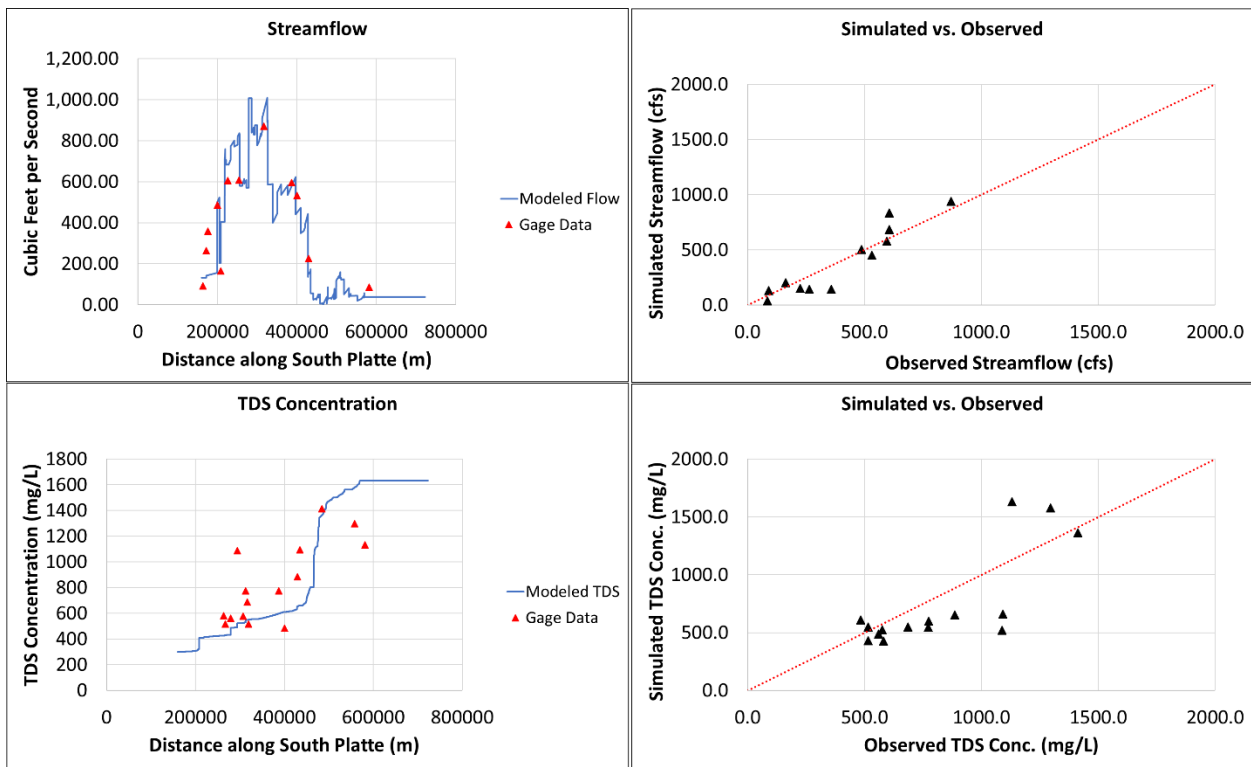 Streamflow
Cubic Feet per Second
1,200.00
1,000.00
800.00
600.00
400.00
200.00
0.00
0 200000 400000 600000 800000
Distance along South Platte (m)
Modeled Flow
Gage Data
Simulated vs. Observed
Simulated Streamflow (cfs)
2000.0
1500.0
1000.0
500.0
0.0
0.0 500.0 1000.0 1500.0 2000.0
Observed Streamflow (cfs)
TDS Concentration
TDS Concentration (mg/L)
1800
1600
1400
1200
1000
800
600
400
200
0
0 200000 400000 600000 800000
Distance along South Platte (m)
Modeled TDS
Gage Data
Simulated vs. Observed
Simulated TDS Conc. (mg/L)
2000.0
1500.0
1000.0
500.0
0.0
0.0 500.0 1000.0 1500.0 2000.0
Observed TDS Conc. (mg/L)